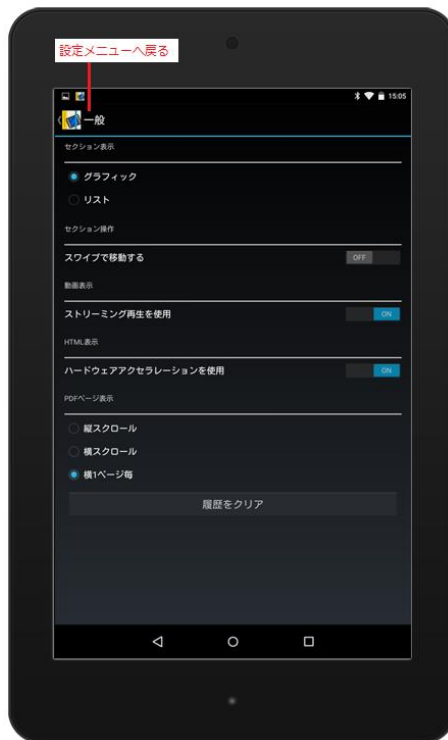 設定メニューへ戻る
15:05
一般
セクション表示
グラフィック
リスト
セクション操作
スワイプで移動する
OFF
動画表示
ストリーミング再生を使用
ON
HTML表示
ハードウェアアクセラレーションを使用
ON
PDFページ表示
縦スクロール
横スクロール
横1ページ毎
履歴をクリア